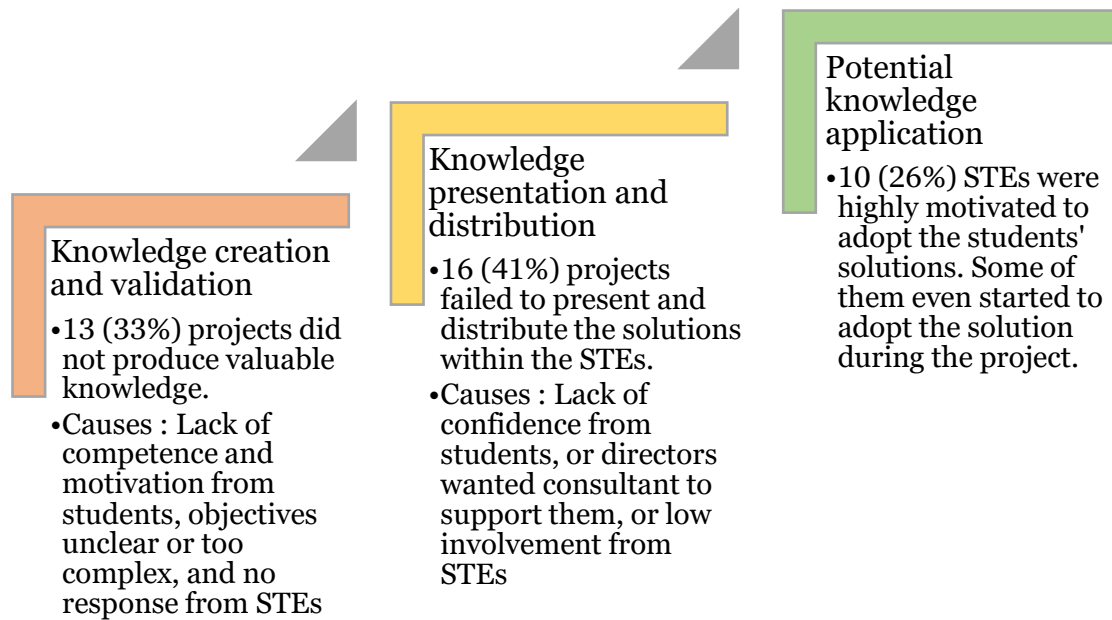 Knowledge creation
and validation
•13 (33%) projects did
not produce valuable
knowledge.
•Causes : Lack of
competence and
motivation from
students, objectives
unclear or too
complex, and no
response from STEs
Knowledge
presentation and
distribution
•16 (41%) projects
failed to present and
distribute the solutions
within the STEs.
•Causes : Lack of
confidence from
students, or directors
wanted consultant to
support them, or low
involvement from
STEs
Potential
knowledge
application
•10 (26%) STEs were
highly motivated to
adopt the students'
solutions. Some of
them even started to
adopt the solution
during the project.